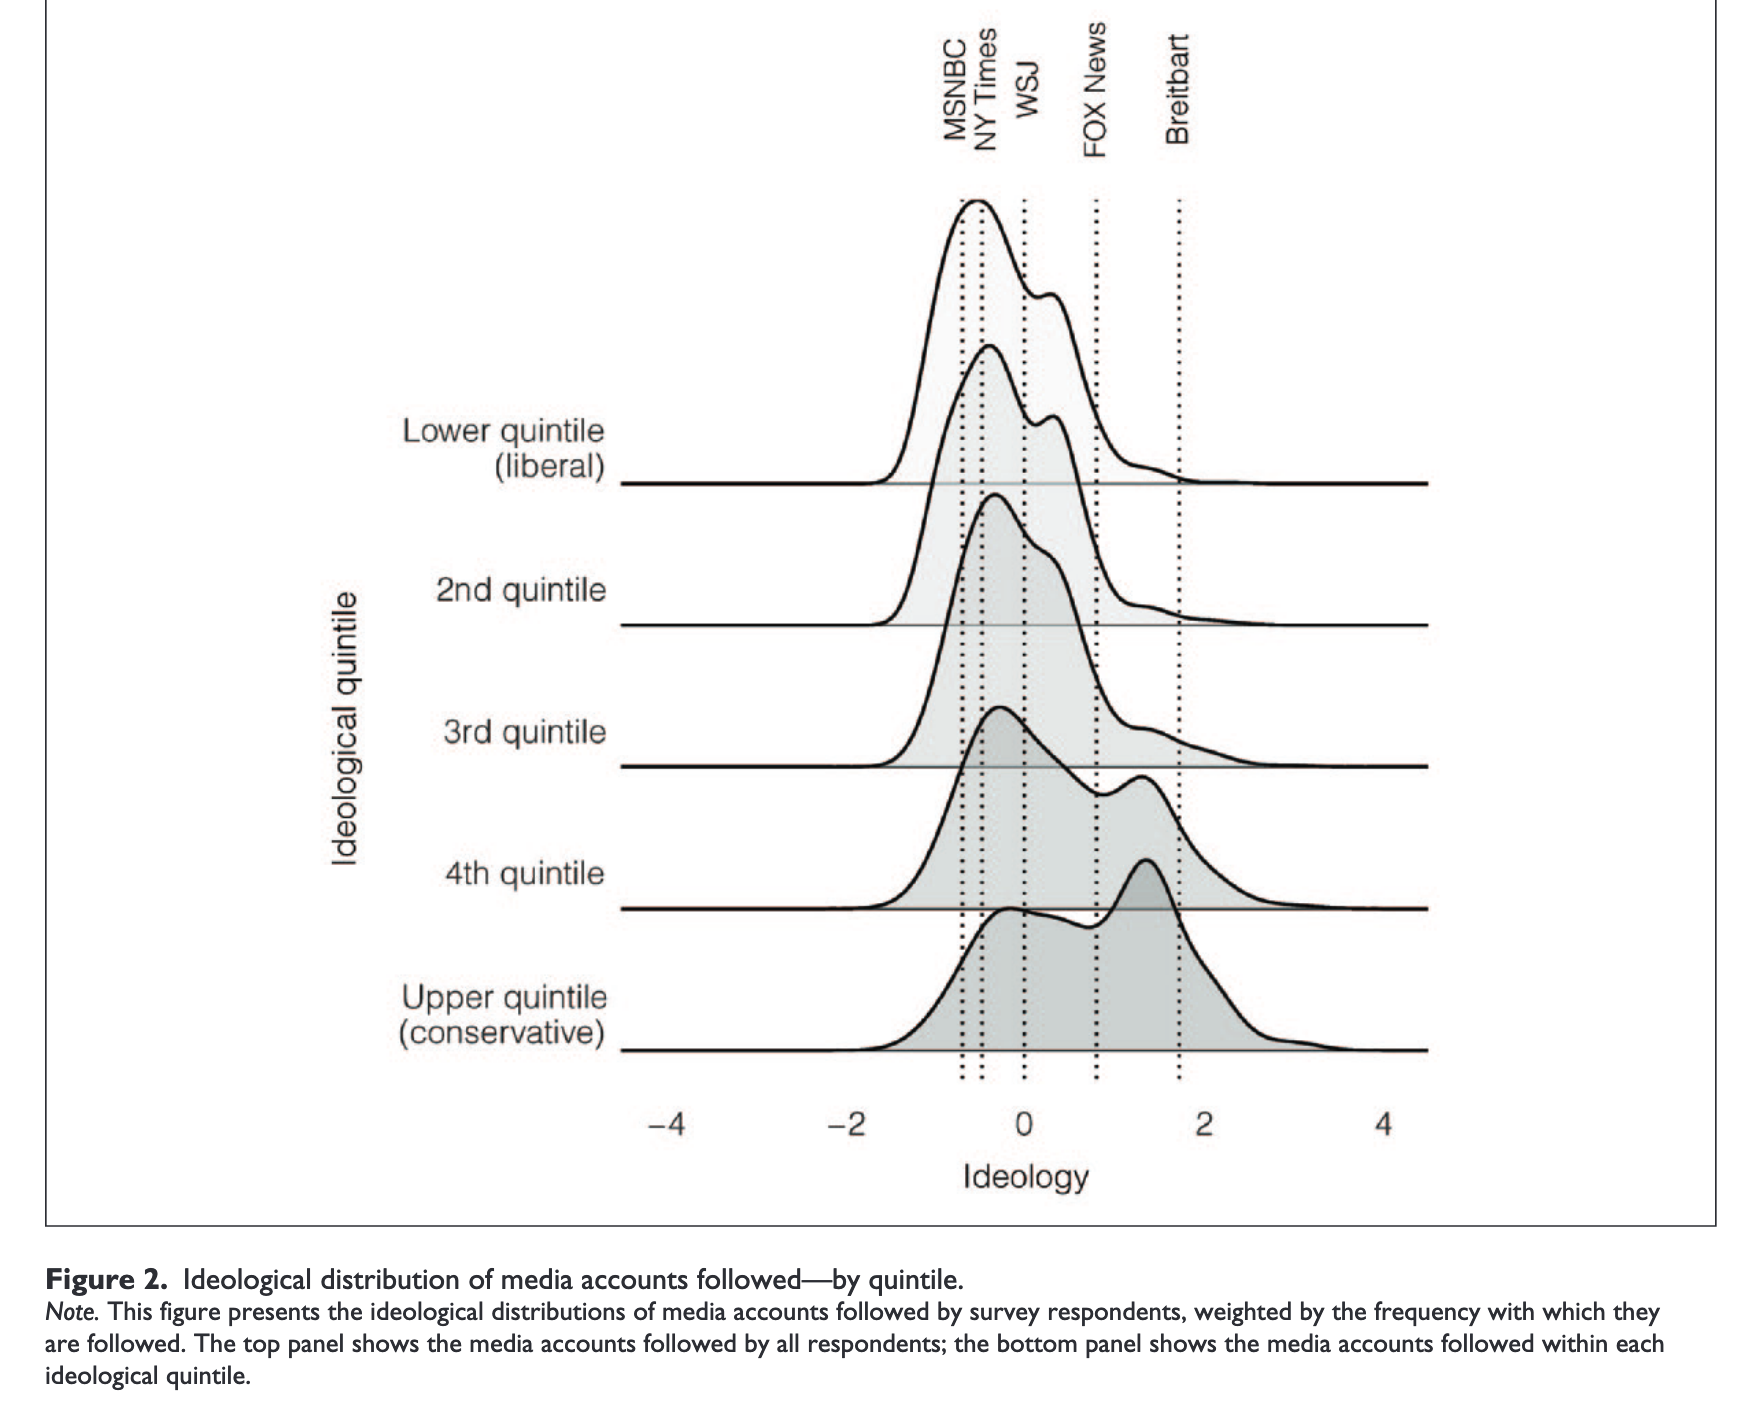 MSNBC
NY Times
WSJ
FOX News
Breitbart
Lower quintile
(liberal)
2nd quintile
3rd quintile
4th quintile
Upper quintile
(conservative)
Ideological quintile
−4
−2
0
2
4
Ideology
Figure 2. Ideological distribution of media accounts followed—by quintile.
Note. This figure presents the ideological distributions of media accounts followed by survey respondents, weighted by the frequency with which they
are followed. The top panel shows the media accounts followed by all respondents; the bottom panel shows the media accounts followed within each
ideological quintile.